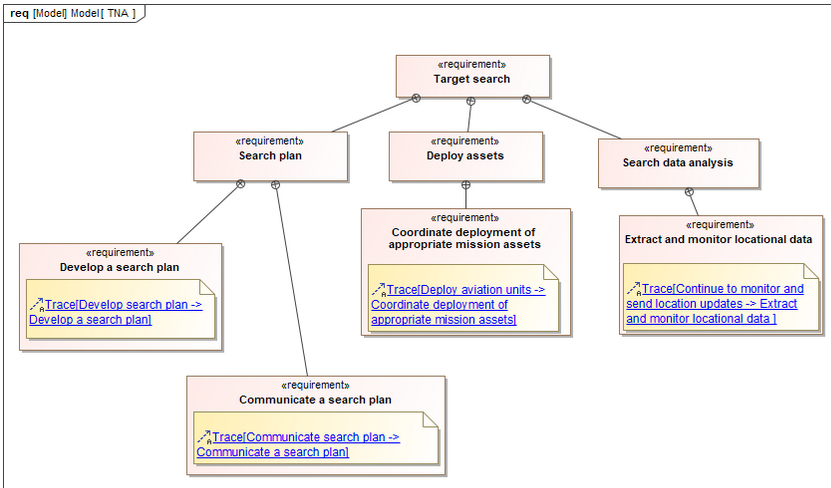 req [Model] Model[ TNA ]
«requirement»
Target search
«requirement»
Search plan
«requirement»
Deploy assets
«requirement»
Search data analysis
«requirement»
Develop a search plan
Trace[Develop search plan ->
Develop a search plan]
«requirement»
Coordinate deployment of
appropriate mission assets
Trace[Deploy aviation units ->
Coordinate deployment of
appropriate mission assets]
«requirement»
Extract and monitor locational data
Trace[Continue to monitor and
send location updates -> Extract
and monitor locational data ]
«requirement»
Communicate a search plan
Trace[Communicate search plan ->
Communicate a search plan]